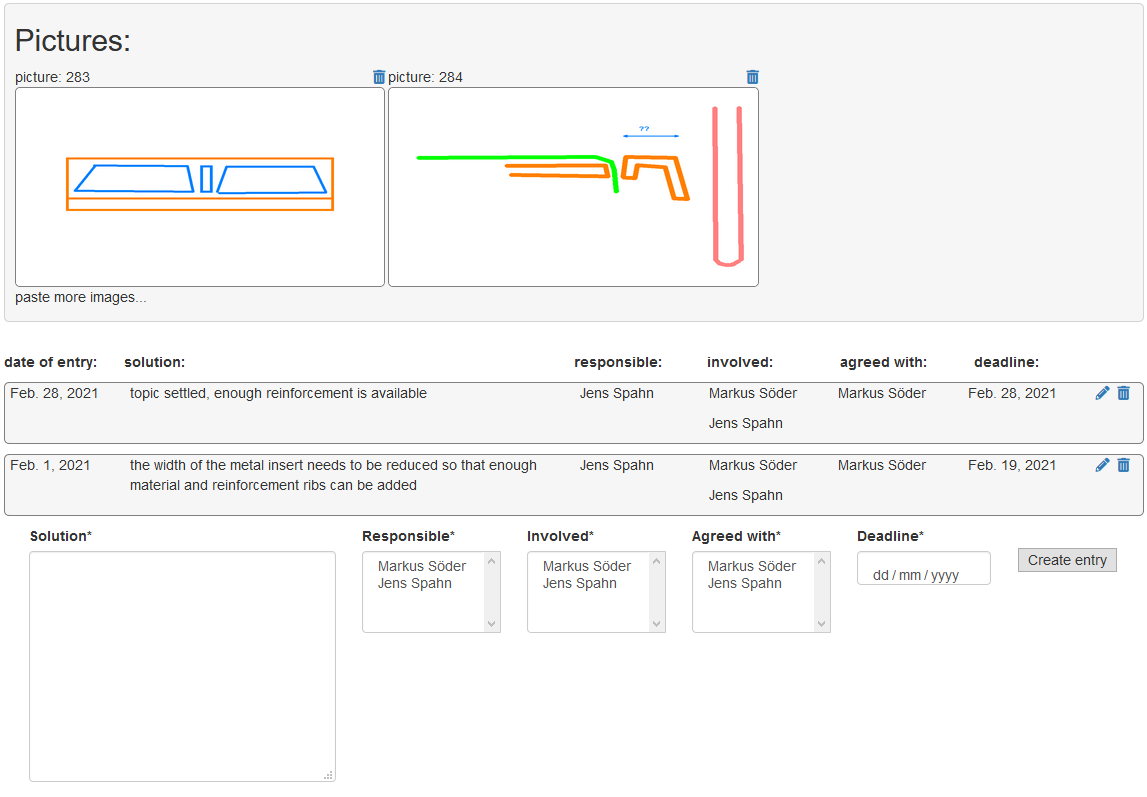 Pictures:
picture: 283
picture: 284
??
paste more images...
date of entry: solution: responsible: involved: agreed with: deadline:
Feb. 28, 2021 topic settled, enough reinforcement is available Jens Spahn Markus Söder Markus Söder Feb. 28, 2021
Jens Spahn
Feb. 1, 2021 the width of the metal insert needs to be reduced so that enough Jens Spahn Markus Söder Markus Söder Feb. 19, 2021
material and reinforcement ribs can be added Jens Spahn
Solution* Responsible* Involved* Agreed with* Deadline*
Markus Söder Markus Söder Markus Söder
Jens Spahn Jens Spahn Jens Spahn
dd / mm / yyyy
Create entry